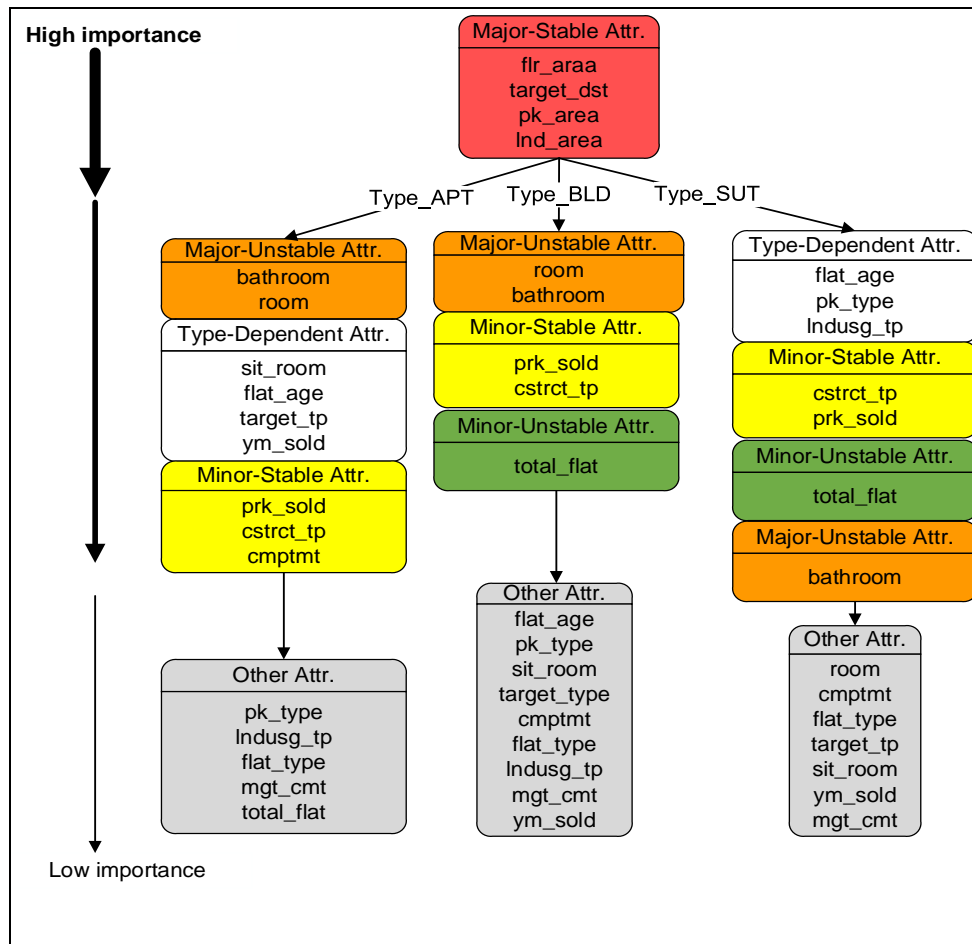 High importance
Major-Stable Attr.
flr_araa
target_dst
pk_area
lnd_area
Type_APT
Type_BLD
Type_SUT
Major-Unstable Attr.
bathroom
room
Type-Dependent Attr.
sit_room
flat_age
target_tp
ym_sold
Minor-Stable Attr.
prk_sold
cstrct_tp
cmptmt
Other Attr.
pk_type
lndusg_tp
flat_type
mgt_cmt
total_flat
Major-Unstable Attr.
room
bathroom
Minor-Stable Attr.
prk_sold
cstrct_tp
Minor-Unstable Attr.
total_flat
Other Attr.
flat_age
pk_type
sit_room
target_type
cmptmt
flat_type
lndusg_tp
mgt_cmt
ym_sold
Type-Dependent Attr.
flat_age
pk_type
lndusg_tp
Minor-Stable Attr.
cstrct_tp
prk_sold
Minor-Unstable Attr.
total_flat
Major-Unstable Attr.
bathroom
Other Attr.
room
cmptmt
flat_type
target_tp
sit_room
ym_sold
mgt_cmt
Low importance